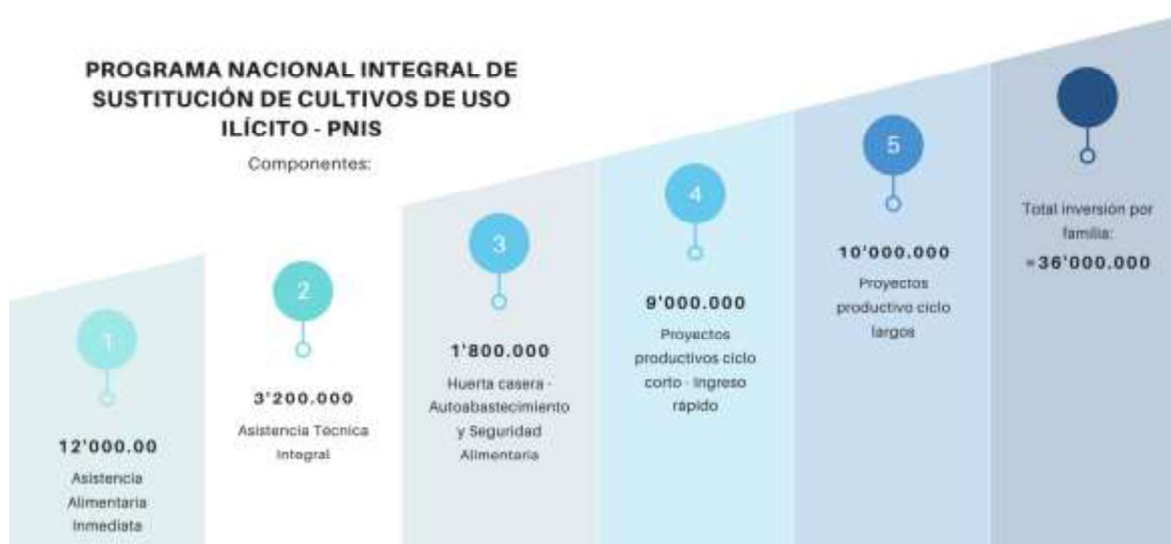 PROGRAMA NACIONAL INTEGRAL DE
SUSTITUCIÓN DE CULTIVOS DE USO
ILÍCITO - PNIS
Componentes:
1
12'000.00
Asistencia
Alimentaria
Inmediata
2
3'200.000
Asistencia Técnica
Integral
3
1'800.000
Huerta casera -
Autoabastecimiento
y Seguridad
Alimentaria
4
9'000.000
Proyectos
productivos ciclo
corto - Ingreso
rápido
5
10'000.000
Proyectos
productivo ciclo
largos
Total inversión por
familia:
=36'000.000